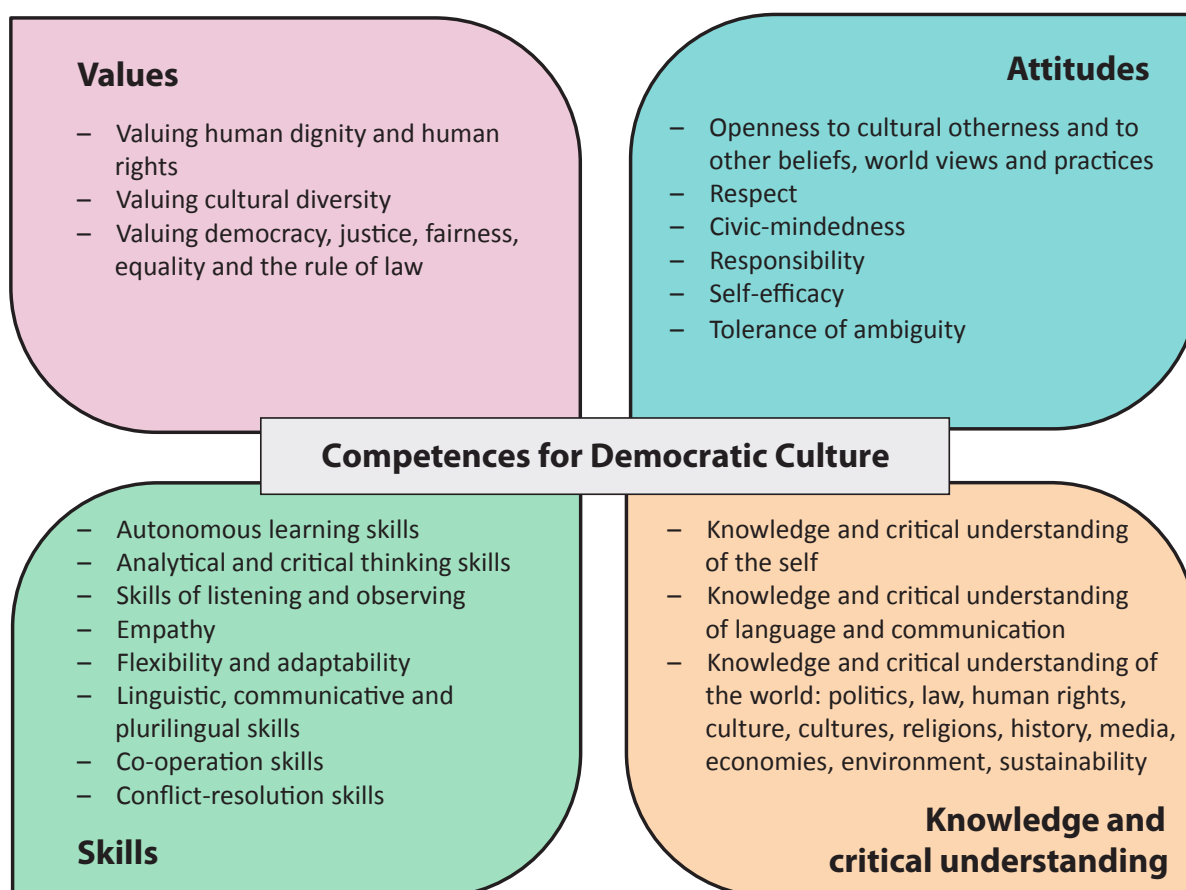 Values
– Valuing human dignity and human
rights
– Valuing cultural diversity
– Valuing democracy, justice, fairness,
equality and the rule of law
Attitudes
– Openness to cultural otherness and to
other beliefs, world views and practices
– Respect
– Civic-mindedness
– Responsibility
– Self-efficacy
– Tolerance of ambiguity
Competences for Democratic Culture
– Autonomous learning skills
– Analytical and critical thinking skills
– Skills of listening and observing
– Empathy
– Flexibility and adaptability
– Linguistic, communicative and
plurilingual skills
– Co-operation skills
– Conflict-resolution skills
Skills
– Knowledge and critical understanding
of the self
– Knowledge and critical understanding
of language and communication
– Knowledge and critical understanding of
the world: politics, law, human rights,
culture, cultures, religions, history, media,
economies, environment, sustainability
Knowledge and
critical understanding